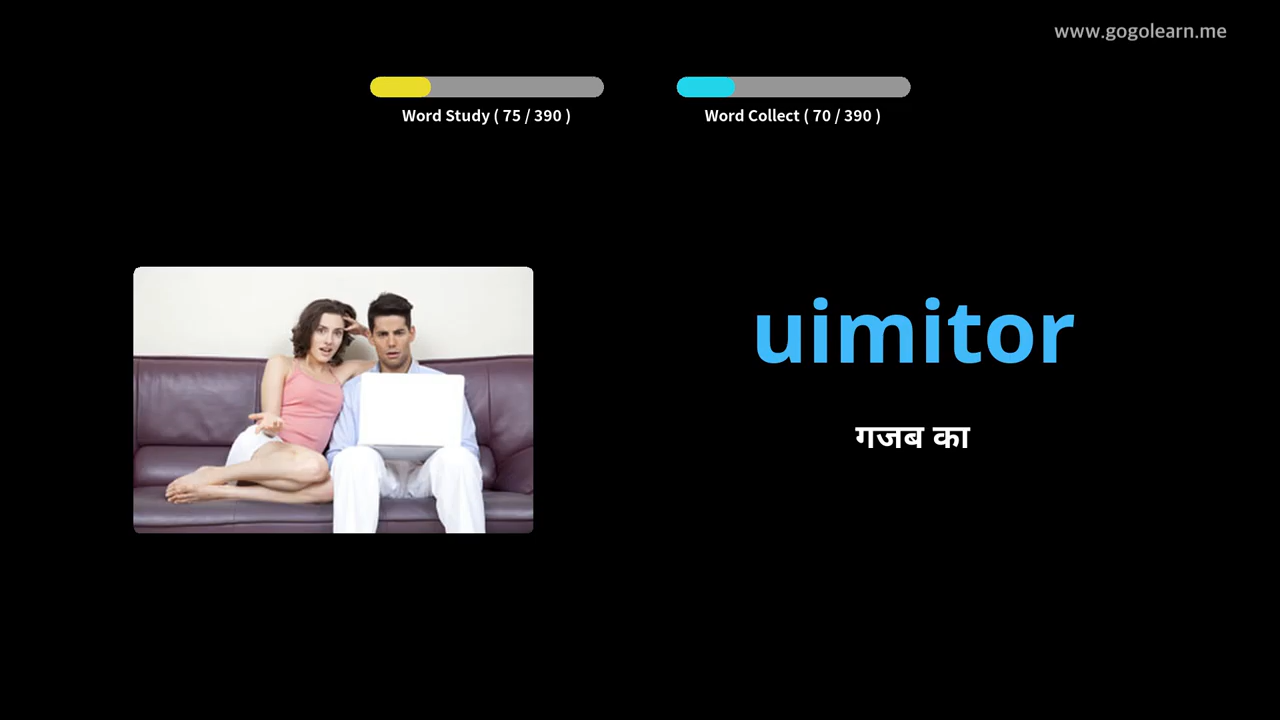 www.gogolearn.me
Word Study ( 75 / 390 )
Word Collect ( 70 / 390 )
uimitor
गजब का